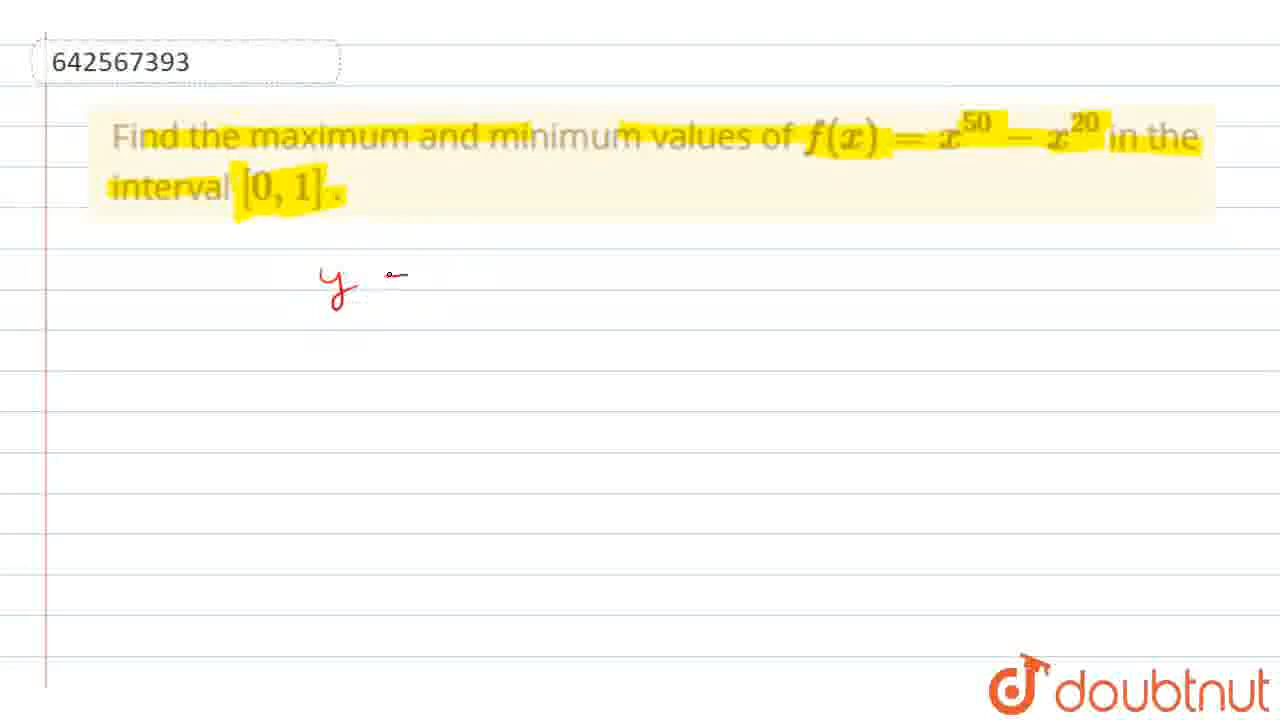 642567393
Find the maximum and minimum values of f(x) = x^50 − x^20 in the
interval [0, 1] .
y =
doubtnut